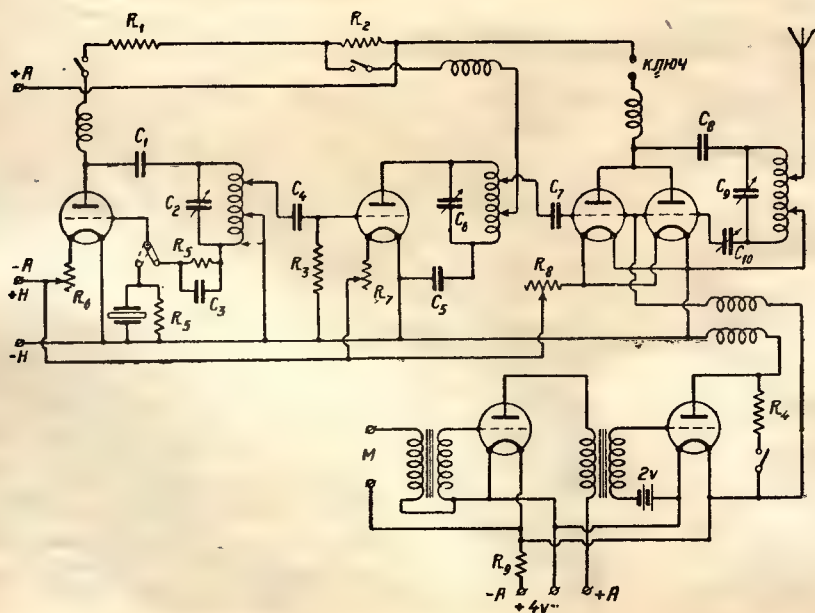 R₁
R₂
КЛЮЧ
+A
C₁
C₈
C₂
C₄
C₆
C₇
C₉
R₅
R₈
C₁₀
-A
+H
R₆
C₃
R₃
R₇
C₅
R₅
-H
M
R₄
2v
R₉
-A
+4v-
+A